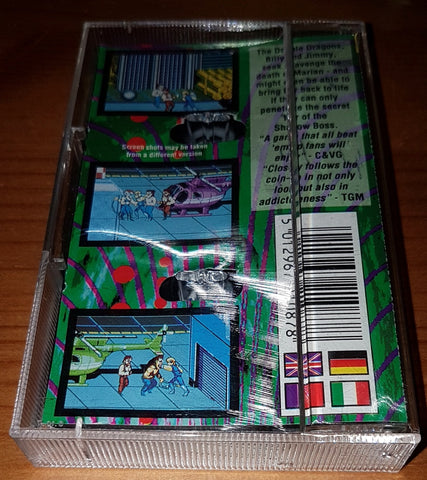 The Double Dragons,
Billy and Jimmy,
seek revenge the
death of Marian - and
might even be able to
bring her back to life
if they can only
penetrate the secret
of the
Shadow Boss.
"A game that all beat
'em up fans will
enjoy" - C&VG
"Closely follows the
coin-op in not only
look but also in
addictiveness" - TGM
Screen shots may be taken
from a different version
5 012967